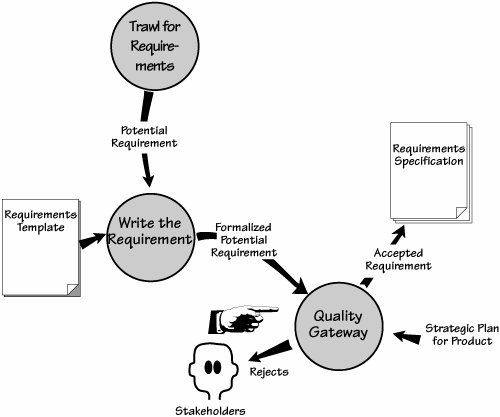 Trawl for
Require-
ments
Potential
Requirement
Requirements
Template
Write the
Requirement
Formalized
Potential
Requirement
Requirements
Specification
Accepted
Requirement
Quality
Gateway
Strategic Plan
for Product
Rejects
Stakeholders